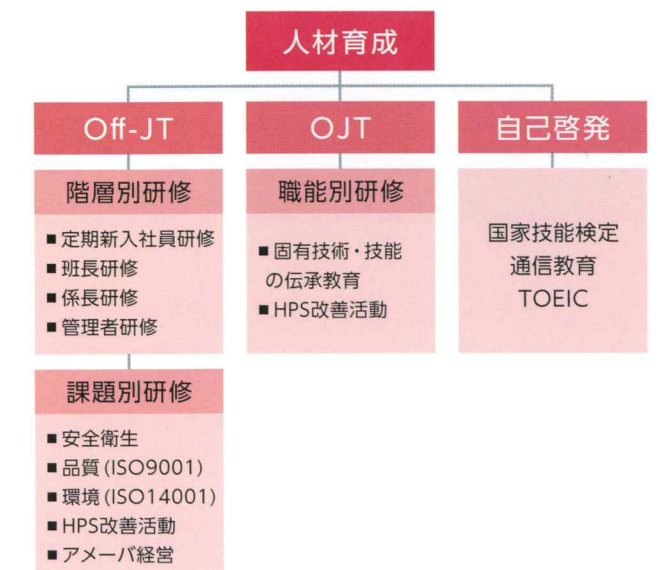 人材育成
Off-JT
階層別研修
■定期新入社員研修
■班長研修
■係長研修
■管理者研修
課題別研修
■安全衛生
■品質(ISO9001)
■環境(ISO14001)
■HPS改善活動
■アメーバ経営
OJT
職能別研修
■固有技術・技能
の伝承教育
■HPS改善活動
自己啓発
国家技能検定
通信教育
TOEIC